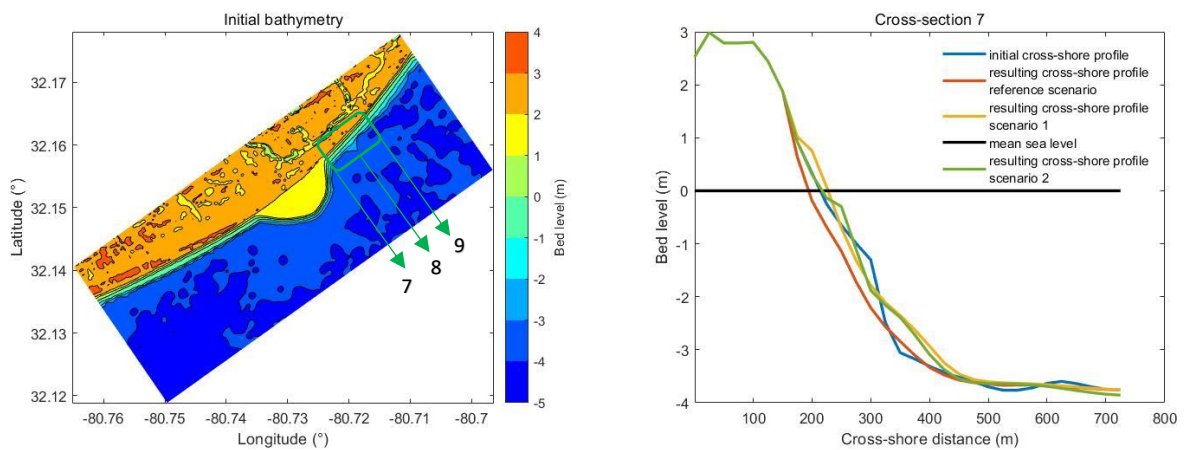 Initial bathymetry
32.17
32.16
32.15
32.14
32.13
32.12
Latitude (°)
-80.76
-80.75
-80.74
-80.73
-80.72
-80.71
-80.7
Longitude (°)
7
8
9
4
3
2
1
0
-1
-2
-3
-4
-5
Bed level (m)
Cross-section 7
3
2
1
0
-1
-2
-3
-4
Bed level (m)
100
200
300
400
500
600
700
800
Cross-shore distance (m)
initial cross-shore profile
resulting cross-shore profile
reference scenario
resulting cross-shore profile
scenario 1
mean sea level
resulting cross-shore profile
scenario 2